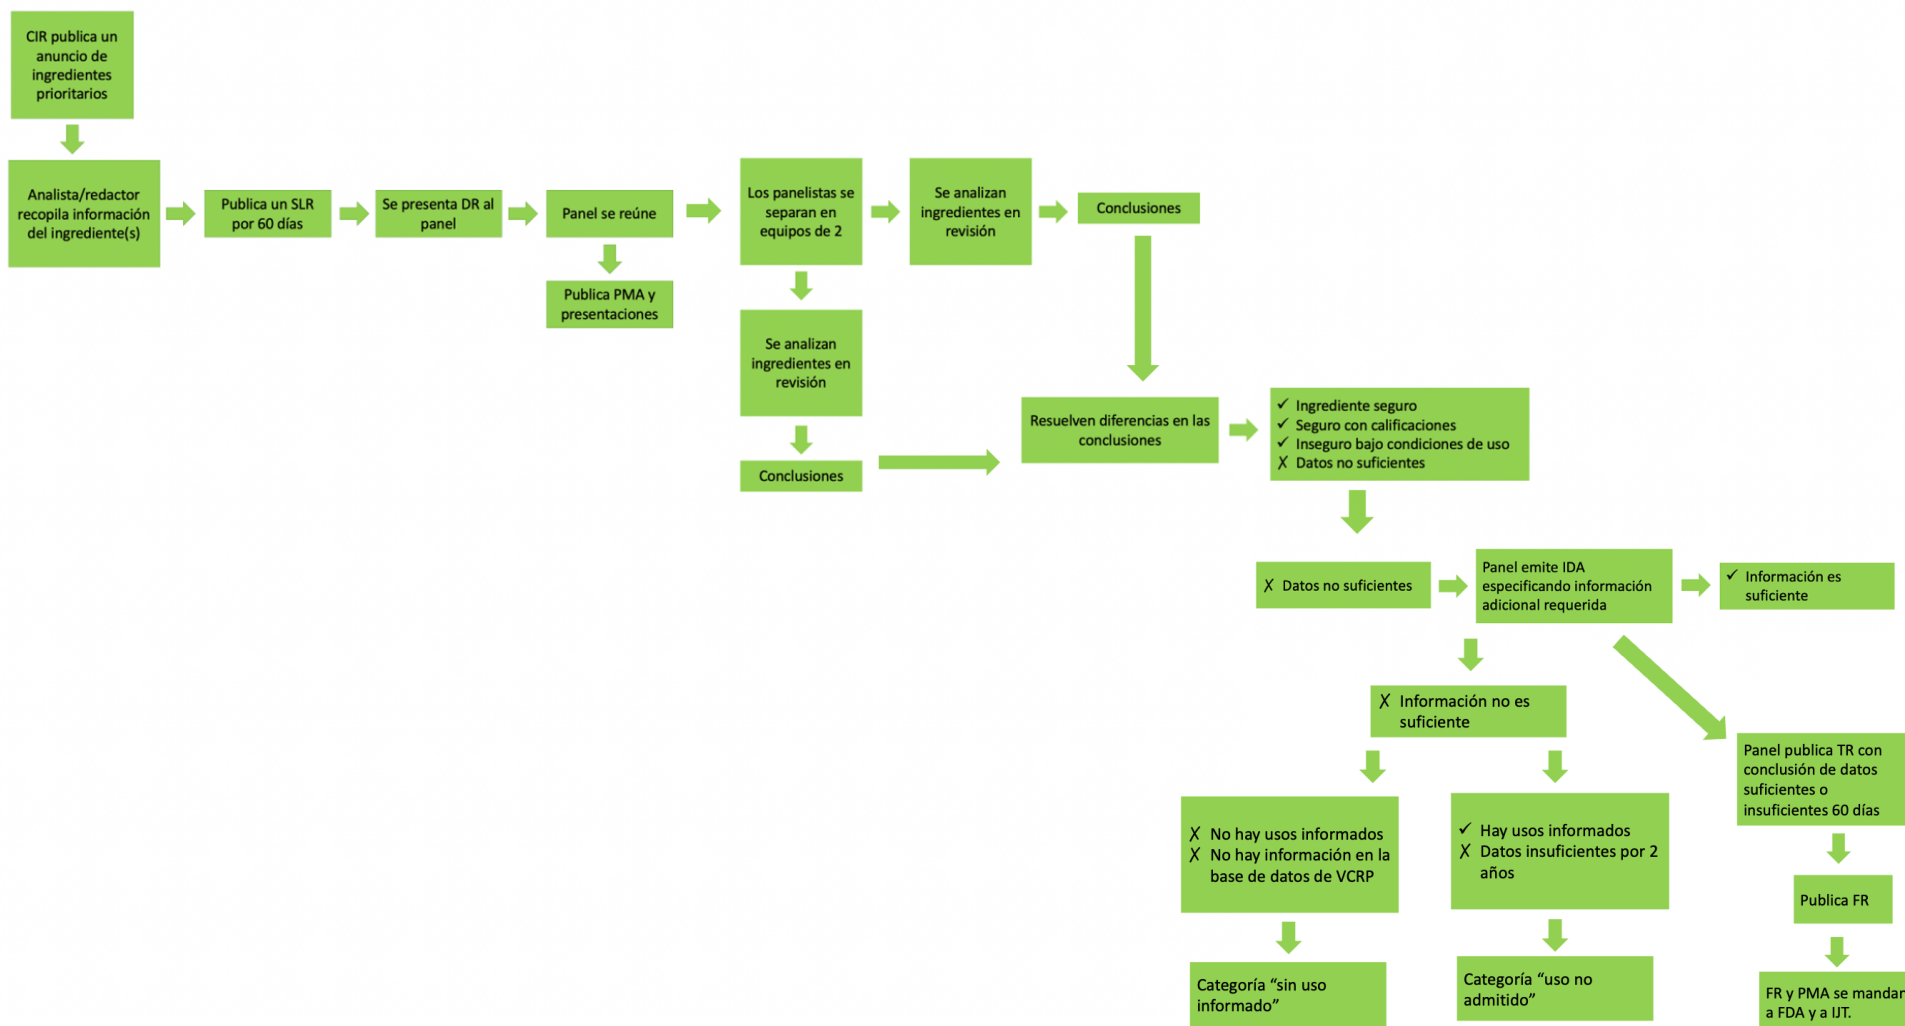 CIR publica un
anuncio de
ingredientes
prioritarios
Analista/redactor
recopila información
del ingrediente(s)
Publica un SLR
por 60 días
Se presenta DR al
panel
Panel se reúne
Publica PMA y
presentaciones
Los panelistas se
separan en
equipos de 2
Se analizan
ingredientes en
revisión
Conclusiones
Se analizan
ingredientes en
revisión
Conclusiones
Resuelven diferencias en las
conclusiones
✓ Ingrediente seguro
✓ Seguro con calificaciones
✓ Inseguro bajo condiciones de uso
✗ Datos no suficientes
✗ Datos no suficientes
Panel emite IDA
especificando información
adicional requerida
✓ Información es
suficiente
✗ Información no es
suficiente
✗ No hay usos informados
✗ No hay información en la
base de datos de VCRP
✓ Hay usos informados
✗ Datos insuficientes por 2
años
Panel publica TR con
conclusión de datos
suficientes o
insuficientes 60 días
Publica FR
Categoría “sin uso
informado”
Categoría “uso no
admitido”
FR y PMA se mandan
a FDA y a IJT.